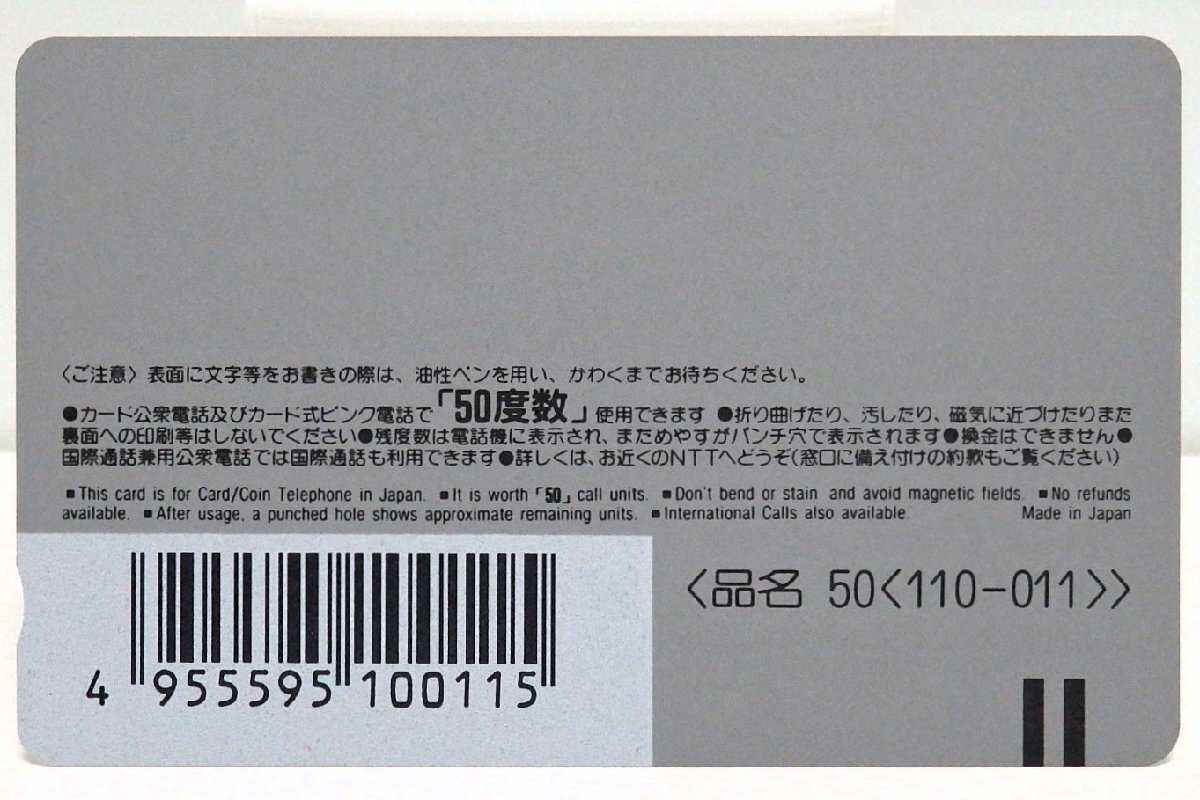 〈ご注意〉表面に文字等をお書きの際は、油性ペンを用い、かわくまでお待ちください。
●カード公衆電話及びカード式ピンク電話で「50度数」使用できます ●折り曲げたり、汚したり、磁気に近づけたりまた
裏面への印刷等はしないでください●残度数は電話機に表示され、まためやすがパンチ穴で表示されます●換金はできません●
国際通話兼用公衆電話では国際通話も利用できます●詳しくは、お近くのNTTへどうぞ(窓口に備え付けの約款もご覧ください)
■This card is for Card/Coin Telephone in Japan. ■It is worth「50」call units. ■Don't bend or stain and avoid magnetic fields. ■No refunds
available. ■After usage, a punched hole shows approximate remaining units. ■International Calls also available. Made in Japan
〈品名 50〈110-011〉〉
4 955595 100115